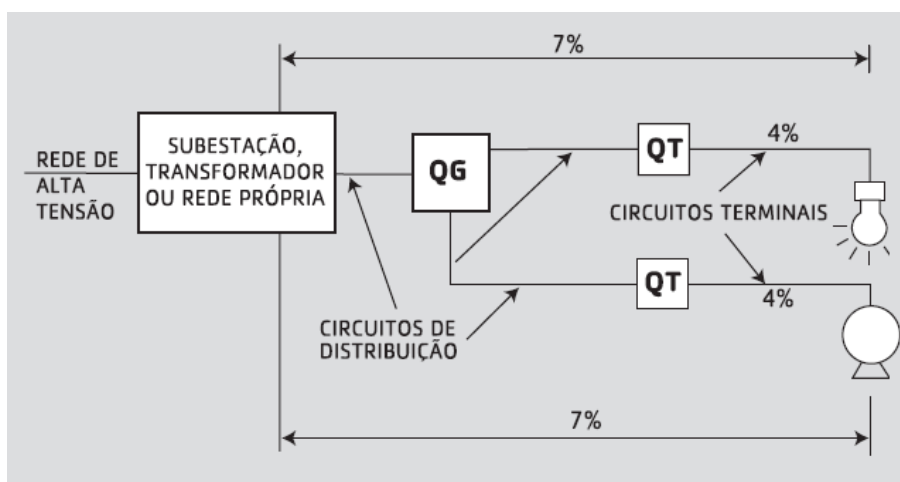 7%
REDE DE
ALTA
TENSÃO
SUBESTAÇÃO,
TRANSFORMADOR
OU REDE PRÓPRIA
QG
QT
4%
CIRCUITOS TERMINAIS
QT
4%
CIRCUITOS DE
DISTRIBUIÇÃO
7%